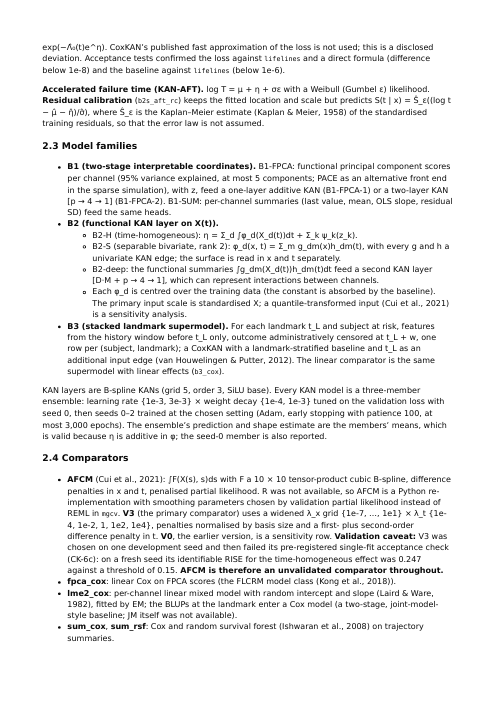 exp(−Λ̂₀(t)e^η). CoxKAN's published fast approximation of the loss is not used; this is a disclosed
deviation. Acceptance tests confirmed the loss against lifelines and a direct formula (difference
below 1e-8) and the baseline against lifelines (below 1e-6).
Accelerated failure time (KAN-AFT). log T = μ + η + σε with a Weibull (Gumbel ε) likelihood.
Residual calibration (b2s_aft_rc) keeps the fitted location and scale but predicts S(t | x) = Ŝ_ε((log t
− μ̂ − η̂)/σ̂), where Ŝ_ε is the Kaplan–Meier estimate (Kaplan & Meier, 1958) of the standardised
training residuals, so that the error law is not assumed.
2.3 Model families
• B1 (two-stage interpretable coordinates). B1-FPCA: functional principal component scores
per channel (95% variance explained, at most 5 components; PACE as an alternative front end
in the sparse simulation), with z, feed a one-layer additive KAN (B1-FPCA-1) or a two-layer KAN
[p → 4 → 1] (B1-FPCA-2). B1-SUM: per-channel summaries (last value, mean, OLS slope, residual
SD) feed the same heads.
• B2 (functional KAN layer on X(t)).
◦ B2-H (time-homogeneous): η = Σ_d ∫φ_d(X_d(t))dt + Σ_k ψ_k(z_k).
◦ B2-S (separable bivariate, rank 2): φ_d(x, t) = Σ_m g_dm(x)h_dm(t), with every g and h a
univariate KAN edge; the surface is read in x and t separately.
◦ B2-deep: the functional summaries ∫g_dm(X_d(t))h_dm(t)dt feed a second KAN layer
[D·M + p → 4 → 1], which can represent interactions between channels.
◦ Each φ_d is centred over the training data (the constant is absorbed by the baseline).
The primary input scale is standardised X; a quantile-transformed input (Cui et al., 2021)
is a sensitivity analysis.
• B3 (stacked landmark supermodel). For each landmark t_L and subject at risk, features
from the history window before t_L only, outcome administratively censored at t_L + w, one
row per (subject, landmark); a CoxKAN with a landmark-stratified baseline and t_L as an
additional input edge (van Houwelingen & Putter, 2012). The linear comparator is the same
supermodel with linear effects (b3_cox).
KAN layers are B-spline KANs (grid 5, order 3, SiLU base). Every KAN model is a three-member
ensemble: learning rate {1e-3, 3e-3} × weight decay {1e-4, 1e-3} tuned on the validation loss with
seed 0, then seeds 0–2 trained at the chosen setting (Adam, early stopping with patience 100, at
most 3,000 epochs). The ensemble's prediction and shape estimate are the members' means, which
is valid because η is additive in φ; the seed-0 member is also reported.
2.4 Comparators
• AFCM (Cui et al., 2021): ∫F(X(s), s)ds with F a 10 × 10 tensor-product cubic B-spline, difference
penalties in x and t, penalised partial likelihood. R was not available, so AFCM is a Python re-
implementation with smoothing parameters chosen by validation partial likelihood instead of
REML in mgcv. V3 (the primary comparator) uses a widened λ_x grid {1e-7, …, 1e1} × λ_t {1e-
4, 1e-2, 1, 1e2, 1e4}, penalties normalised by basis size and a first- plus second-order
difference penalty in t. V0, the earlier version, is a sensitivity row. Validation caveat: V3 was
chosen on one development seed and then failed its pre-registered single-fit acceptance check
(CK-6c): on a fresh seed its identifiable RISE for the time-homogeneous effect was 0.247
against a threshold of 0.15. AFCM is therefore an unvalidated comparator throughout.
• fpca_cox: linear Cox on FPCA scores (the FLCRM model class (Kong et al., 2018)).
• lme2_cox: per-channel linear mixed model with random intercept and slope (Laird & Ware,
1982), fitted by EM; the BLUPs at the landmark enter a Cox model (a two-stage, joint-model-
style baseline; JM itself was not available).
• sum_cox, sum_rsf: Cox and random survival forest (Ishwaran et al., 2008) on trajectory
summaries.